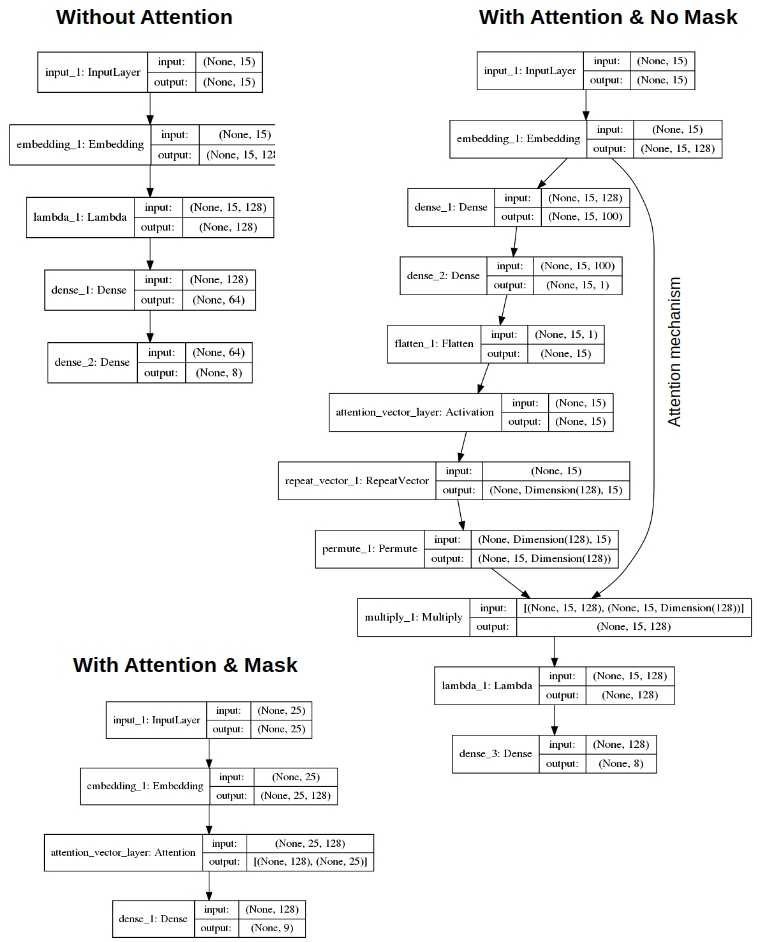 Without Attention
input_1: InputLayer
input: (None, 15)
output: (None, 15)
embedding_1: Embedding
input: (None, 15)
output: (None, 15, 128
lambda_1: Lambda
input: (None, 15, 128)
output: (None, 128)
dense_1: Dense
input: (None, 128)
output: (None, 64)
dense_2: Dense
input: (None, 64)
output: (None, 8)
With Attention & No Mask
input_1: InputLayer
input: (None, 15)
output: (None, 15)
embedding_1: Embedding
input: (None, 15)
output: (None, 15, 128)
dense_1: Dense
input: (None, 15, 128)
output: (None, 15, 100)
dense_2: Dense
input: (None, 15, 100)
output: (None, 15, 1)
flatten_1: Flatten
input: (None, 15, 1)
output: (None, 15)
attention_vector_layer: Activation
input: (None, 15)
output: (None, 15)
repeat_vector_1: RepeatVector
input: (None, 15)
output: (None, Dimension(128), 15)
permute_1: Permute
input: (None, Dimension(128), 15)
output: (None, 15, Dimension(128))
Attention mechanism
multiply_1: Multiply
input: [(None, 15, 128), (None, 15, Dimension(128))]
output: (None, 15, 128)
lambda_1: Lambda
input: (None, 15, 128)
output: (None, 128)
dense_3: Dense
input: (None, 128)
output: (None, 8)
With Attention & Mask
input_1: InputLayer
input: (None, 25)
output: (None, 25)
embedding_1: Embedding
input: (None, 25)
output: (None, 25, 128)
attention_vector_layer: Attention
input: (None, 25, 128)
output: [(None, 128), (None, 25)]
dense_1: Dense
input: (None, 128)
output: (None, 9)